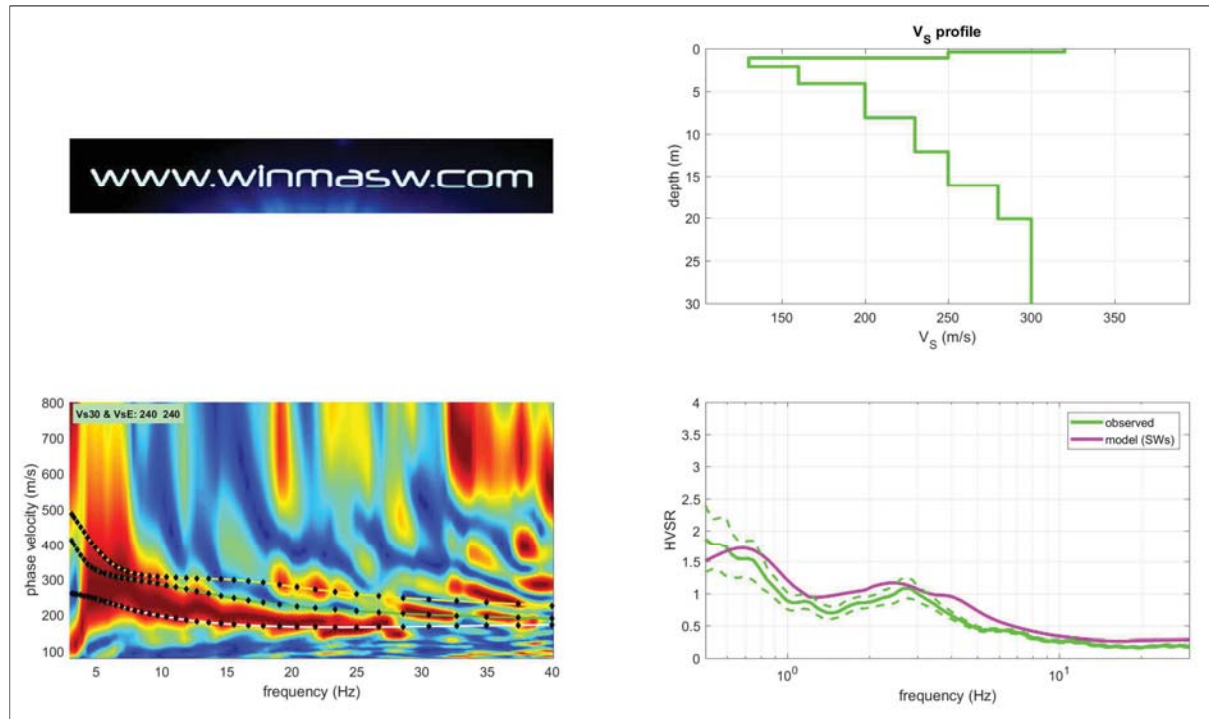 www.winmasw.com
V_S profile
0
5
10
15
20
25
30
depth (m)
150 200 250 300 350
V_S (m/s)
Vs30 & VsE: 240 240
800
700
600
500
400
300
200
100
phase velocity (m/s)
5 10 15 20 25 30 35 40
frequency (Hz)
observed
model (SWs)
4
3.5
3
2.5
2
1.5
1
0.5
0
HVSR
10^0 10^1
frequency (Hz)